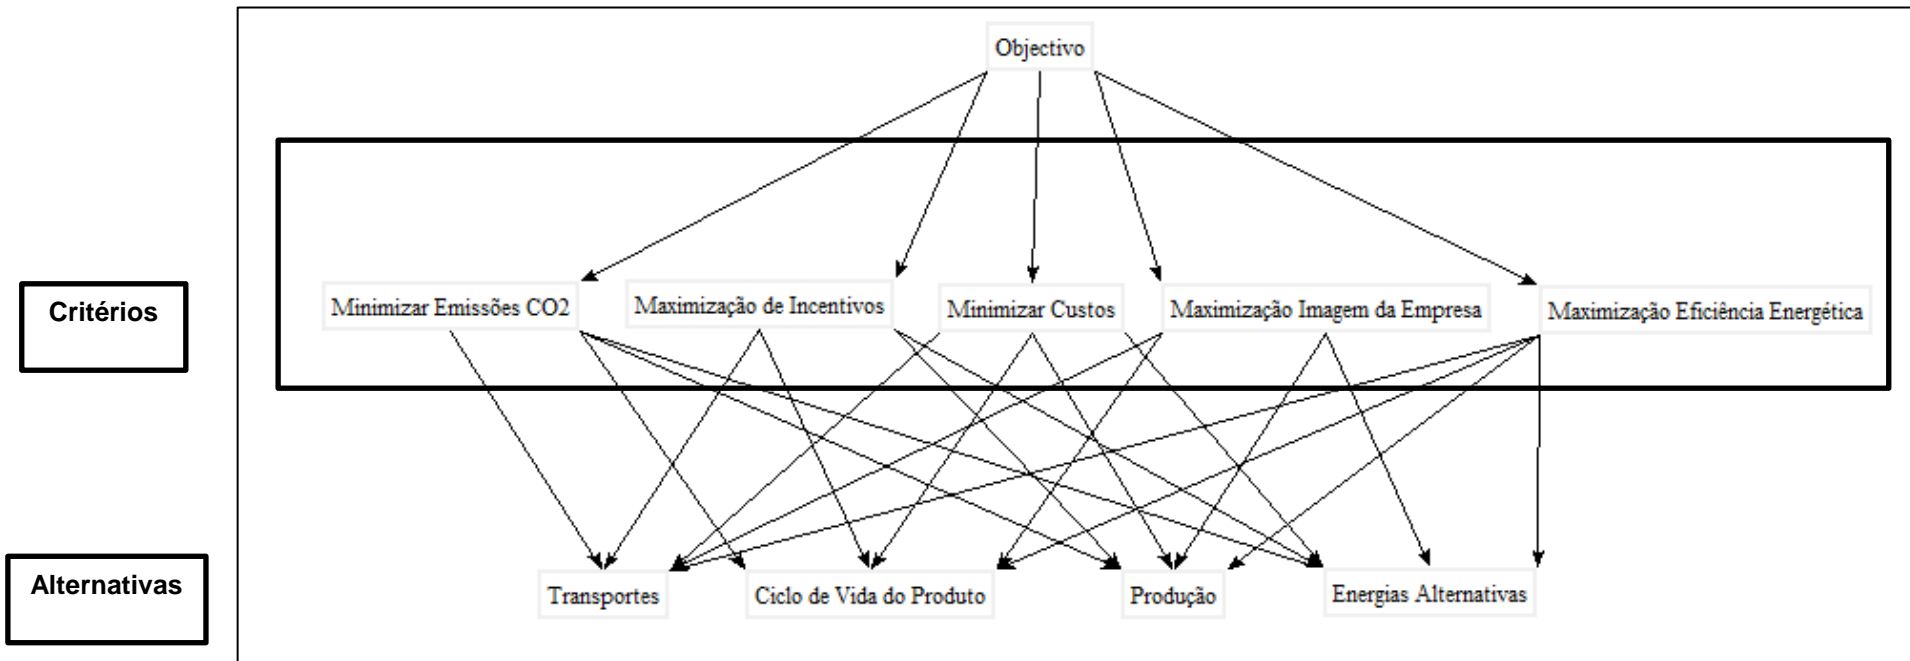 Objectivo
Critérios
Minimizar Emissões CO2
Maximização de Incentivos
Minimizar Custos
Maximização Imagem da Empresa
Maximização Eficiência Energética
Alternativas
Transportes
Ciclo de Vida do Produto
Produção
Energias Alternativas